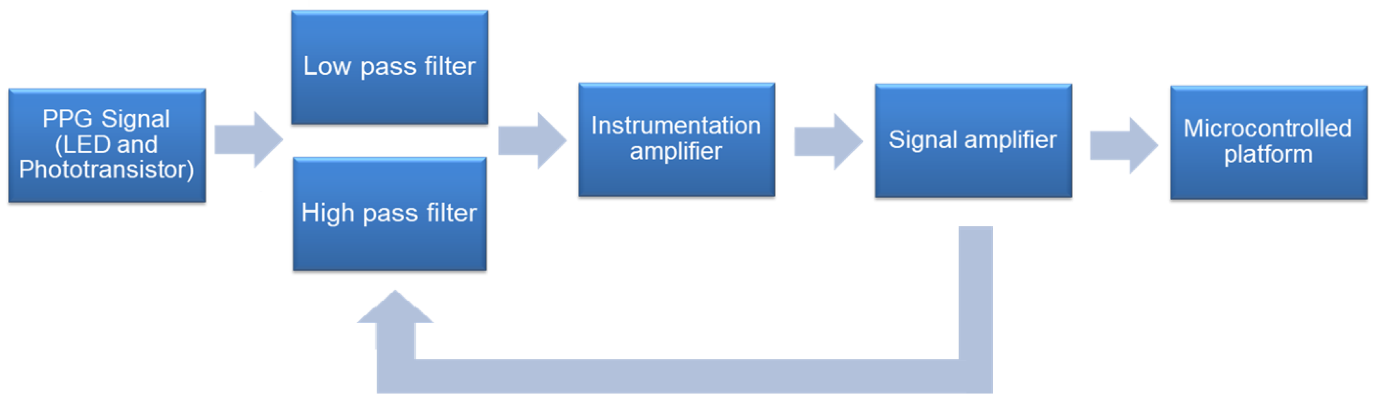 PPG Signal
(LED and
Phototransistor)
Low pass filter
High pass filter
Instrumentation
amplifier
Signal amplifier
Microcontrolled
platform